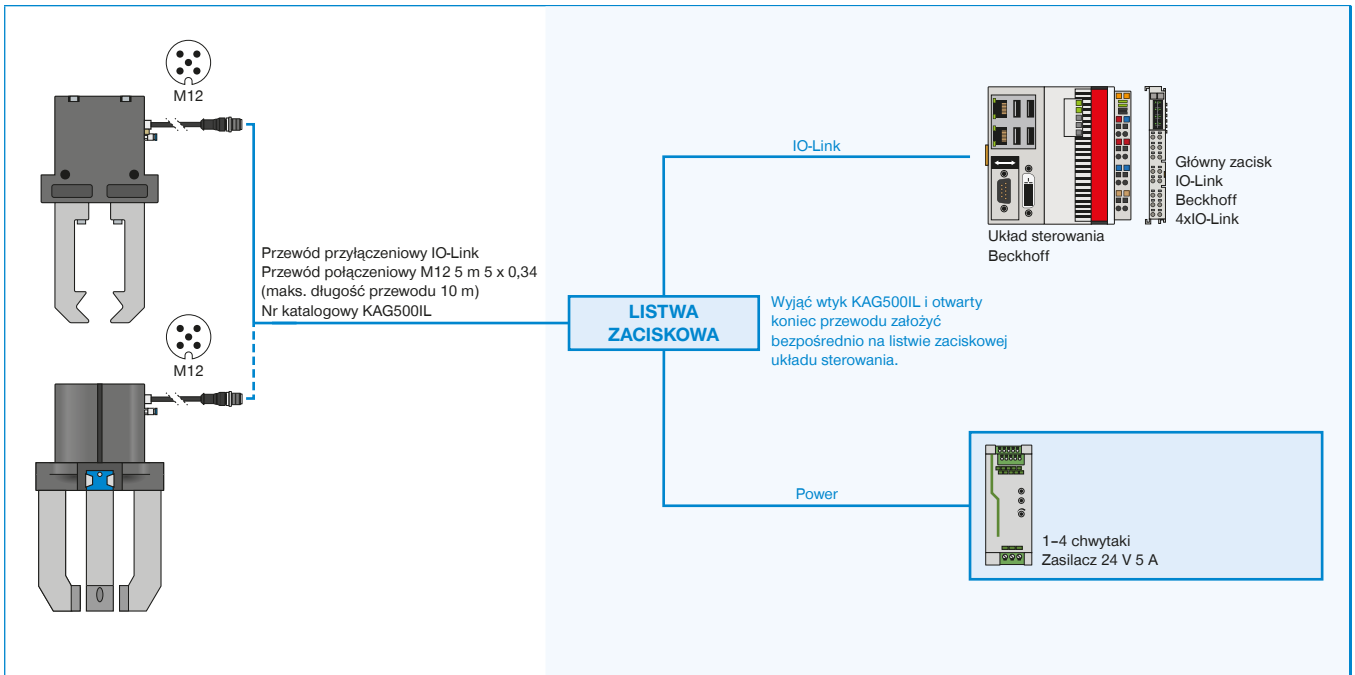 M12
Przewód przyłączeniowy IO-Link
Przewód połączeniowy M12 5 m 5 x 0,34
(maks. długość przewodu 10 m)
Nr katalogowy KAG500IL
M12
LISTWA
ZACISKOWA
Wyjąć wtyk KAG500IL i otwarty
koniec przewodu założyć
bezpośrednio na listwie zaciskowej
układu sterowania.
IO-Link
Układ sterowania
Beckhoff
Główny zacisk
IO-Link
Beckhoff
4xIO-Link
Power
1–4 chwytaki
Zasilacz 24 V 5 A